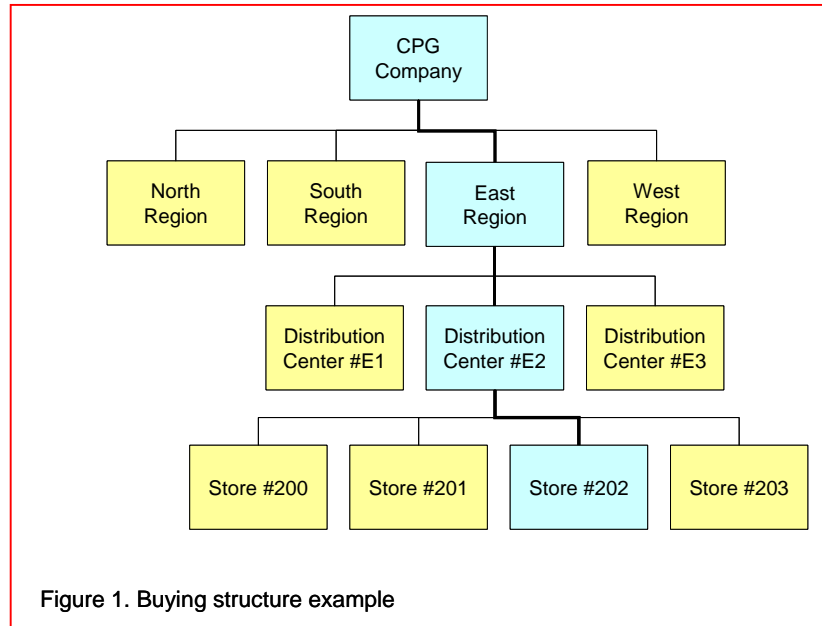 CPG
Company
North
Region
South
Region
East
Region
West
Region
Distribution
Center #E1
Distribution
Center #E2
Distribution
Center #E3
Store #200
Store #201
Store #202
Store #203
Figure 1. Buying structure example